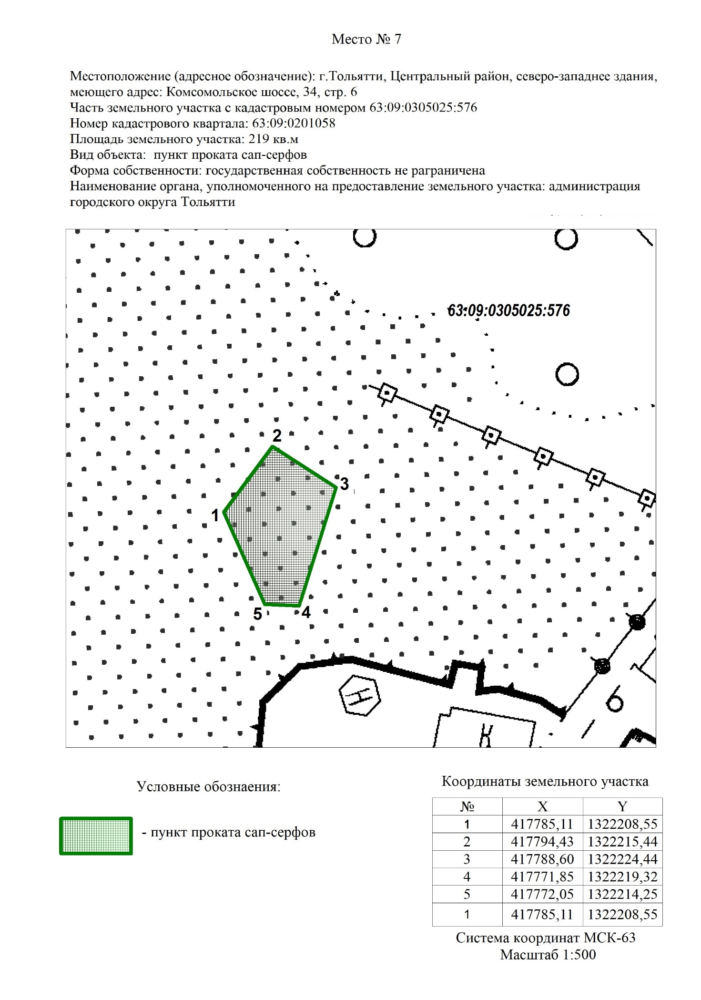 Место № 7
Местоположение (адресное обозначение): г.Тольятти, Центральный район, северо-западнее здания,
меющего адрес: Комсомольское шоссе, 34, стр. 6
Часть земельного участка с кадастровым номером 63:09:0305025:576
Номер кадастрового квартала: 63:09:0201058
Площадь земельного участка: 219 кв.м
Вид объекта: пункт проката сап-серфов
Форма собственности: государственная собственность не раграничена
Наименование органа, уполномоченного на предоставление земельного участка: администрация
городского округа Тольятти
63:09:0305025:576
2
3
1
5
4
Н
6
К
Условные обознаения:
- пункт проката сап-серфов
Координаты земельного участка
№ X Y
1 417785,11 1322208,55
2 417794,43 1322215,44
3 417788,60 1322224,44
4 417771,85 1322219,32
5 417772,05 1322214,25
1 417785,11 1322208,55
Система координат МСК-63
Масштаб 1:500